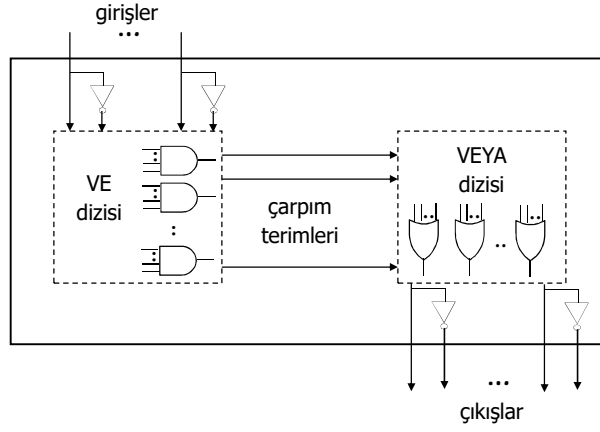 girişler
...
VE
dizisi
:
çarpım
terimleri
VEYA
dizisi
..
...
çıkışlar